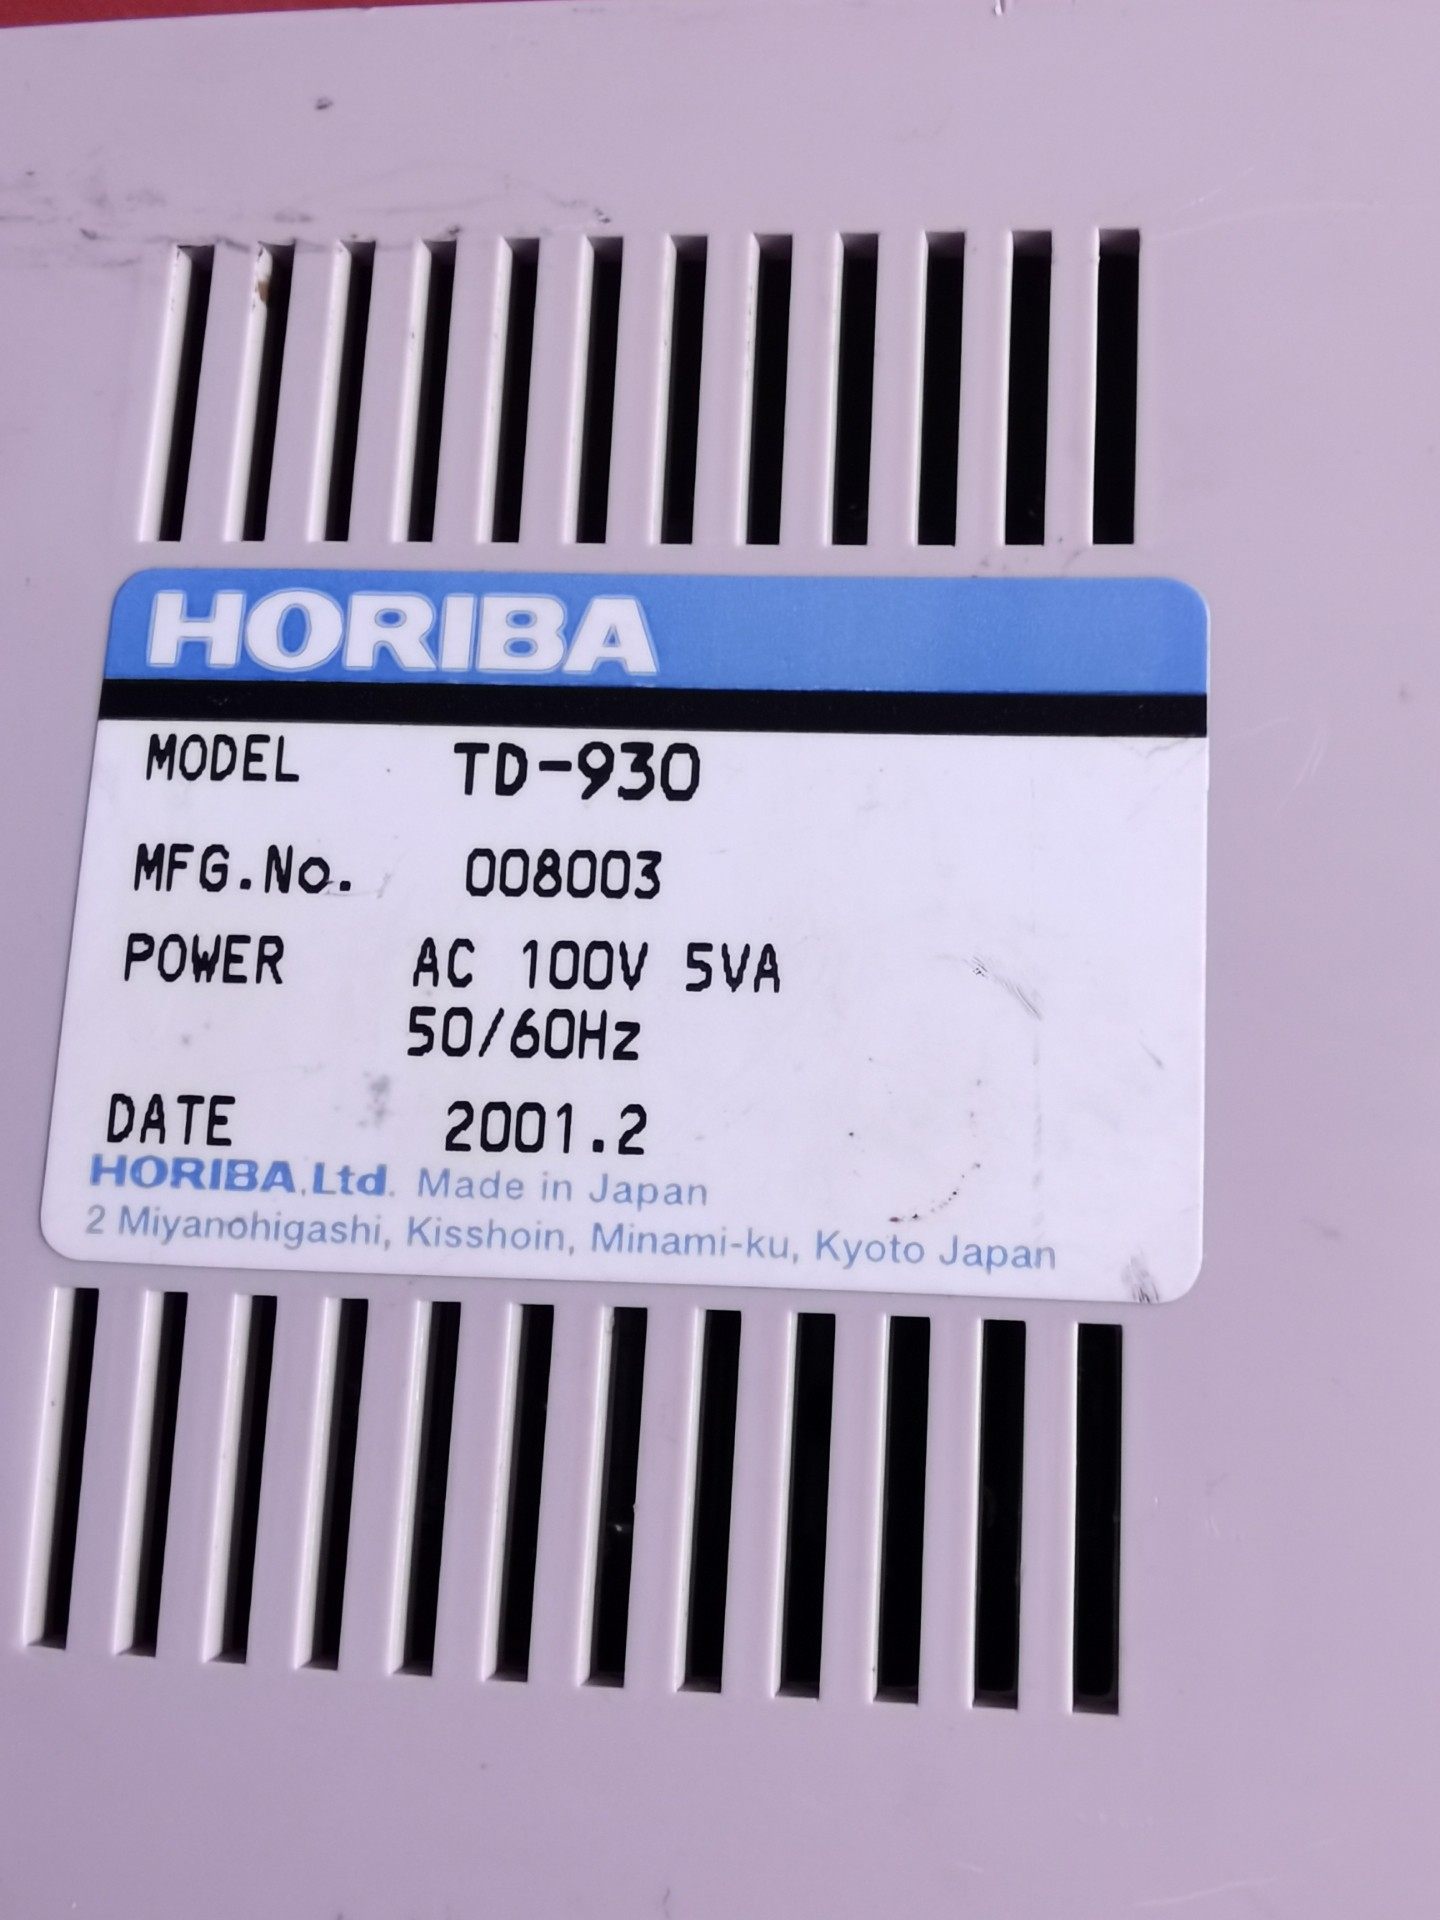 HORIBA
MODEL TD-930
MFG.No. 008003
POWER AC 100V 5VA
50/60Hz
DATE 2001.2
HORIBA,Ltd. Made in Japan
2 Miyanohigashi, Kisshoin, Minami-ku, Kyoto Japan